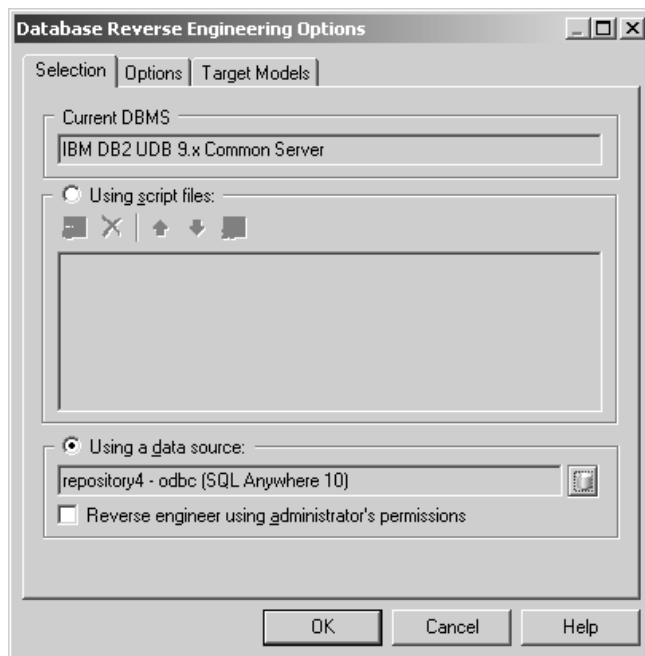 Database Reverse Engineering Options
Selection Options Target Models
Current DBMS
IBM DB2 UDB 9.x Common Server
Using script files:
Using a data source:
repository4 - odbc (SQL Anywhere 10)
Reverse engineer using administrator's permissions
OK Cancel Help